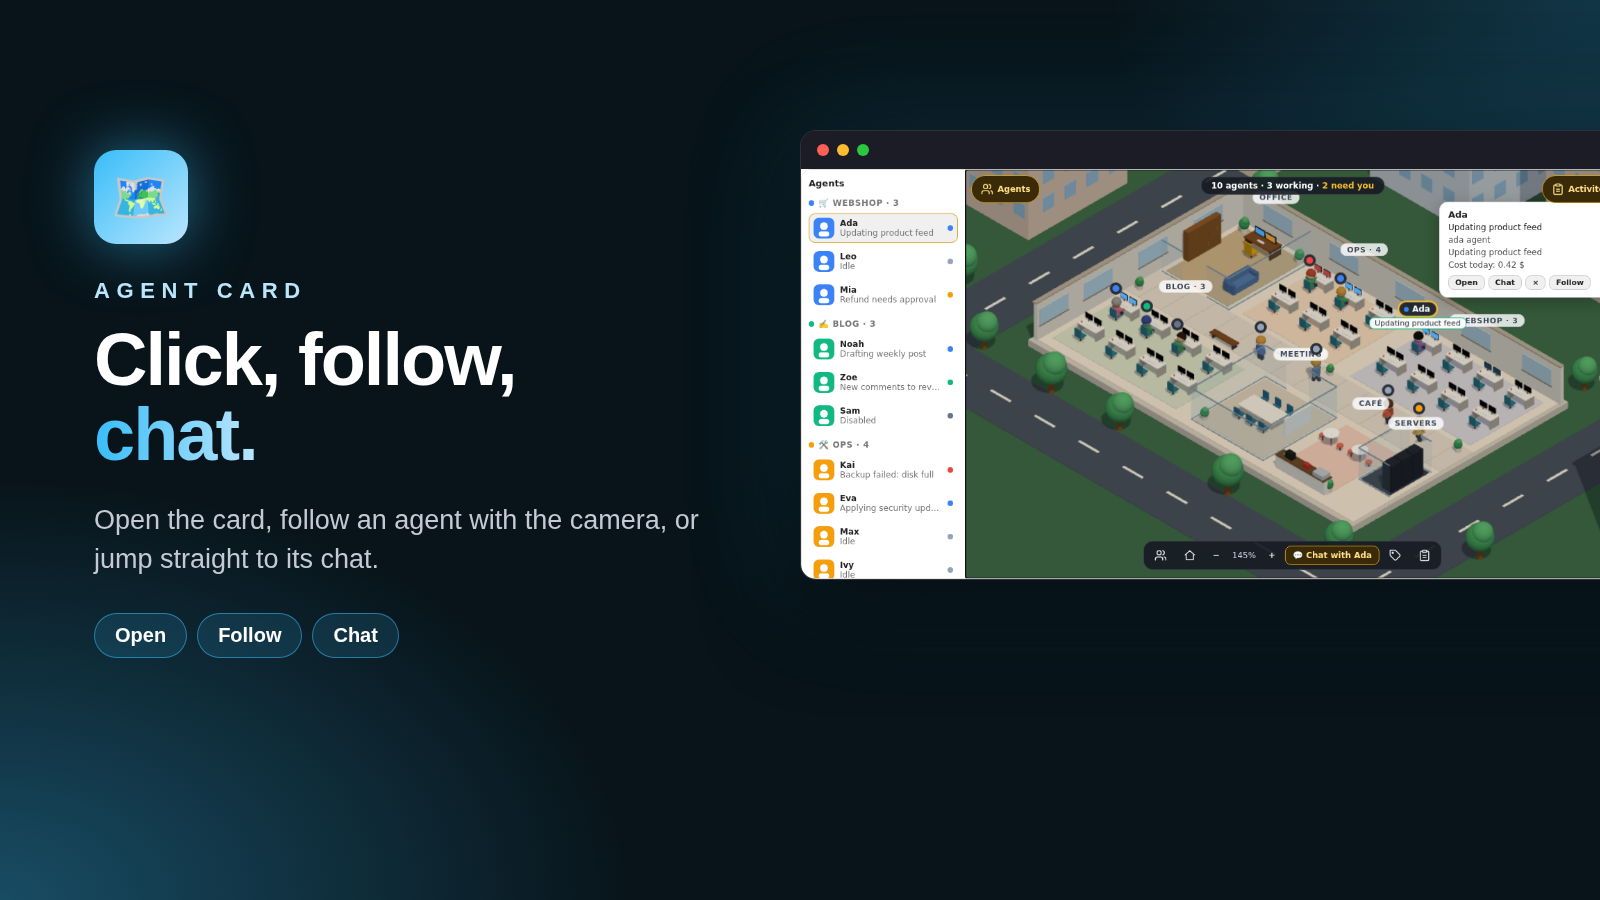 AGENT CARD
Click, follow,
chat.
Open the card, follow an agent with the camera, or
jump straight to its chat.
Open
Follow
Chat
Agents
WEBSHOP · 3
Ada
Updating product feed
Leo
Idle
Mia
Refund needs approval
BLOG · 3
Noah
Drafting weekly post
Zoe
New comments to rev...
Sam
Disabled
OPS · 4
Kai
Backup failed: disk full
Eva
Applying security upd...
Max
Idle
Ivy
Idle
Agents
10 agents · 3 working · 2 need you
OFFICE
OPS · 4
BLOG · 3
MEETING
CAFÉ
SERVERS
Ada
Updating product feed
EBSHOP · 3
Activit
Ada
Updating product feed
ada agent
Updating product feed
Cost today: 0.42 $
Open
Chat
×
Follow
− 145% +
Chat with Ada